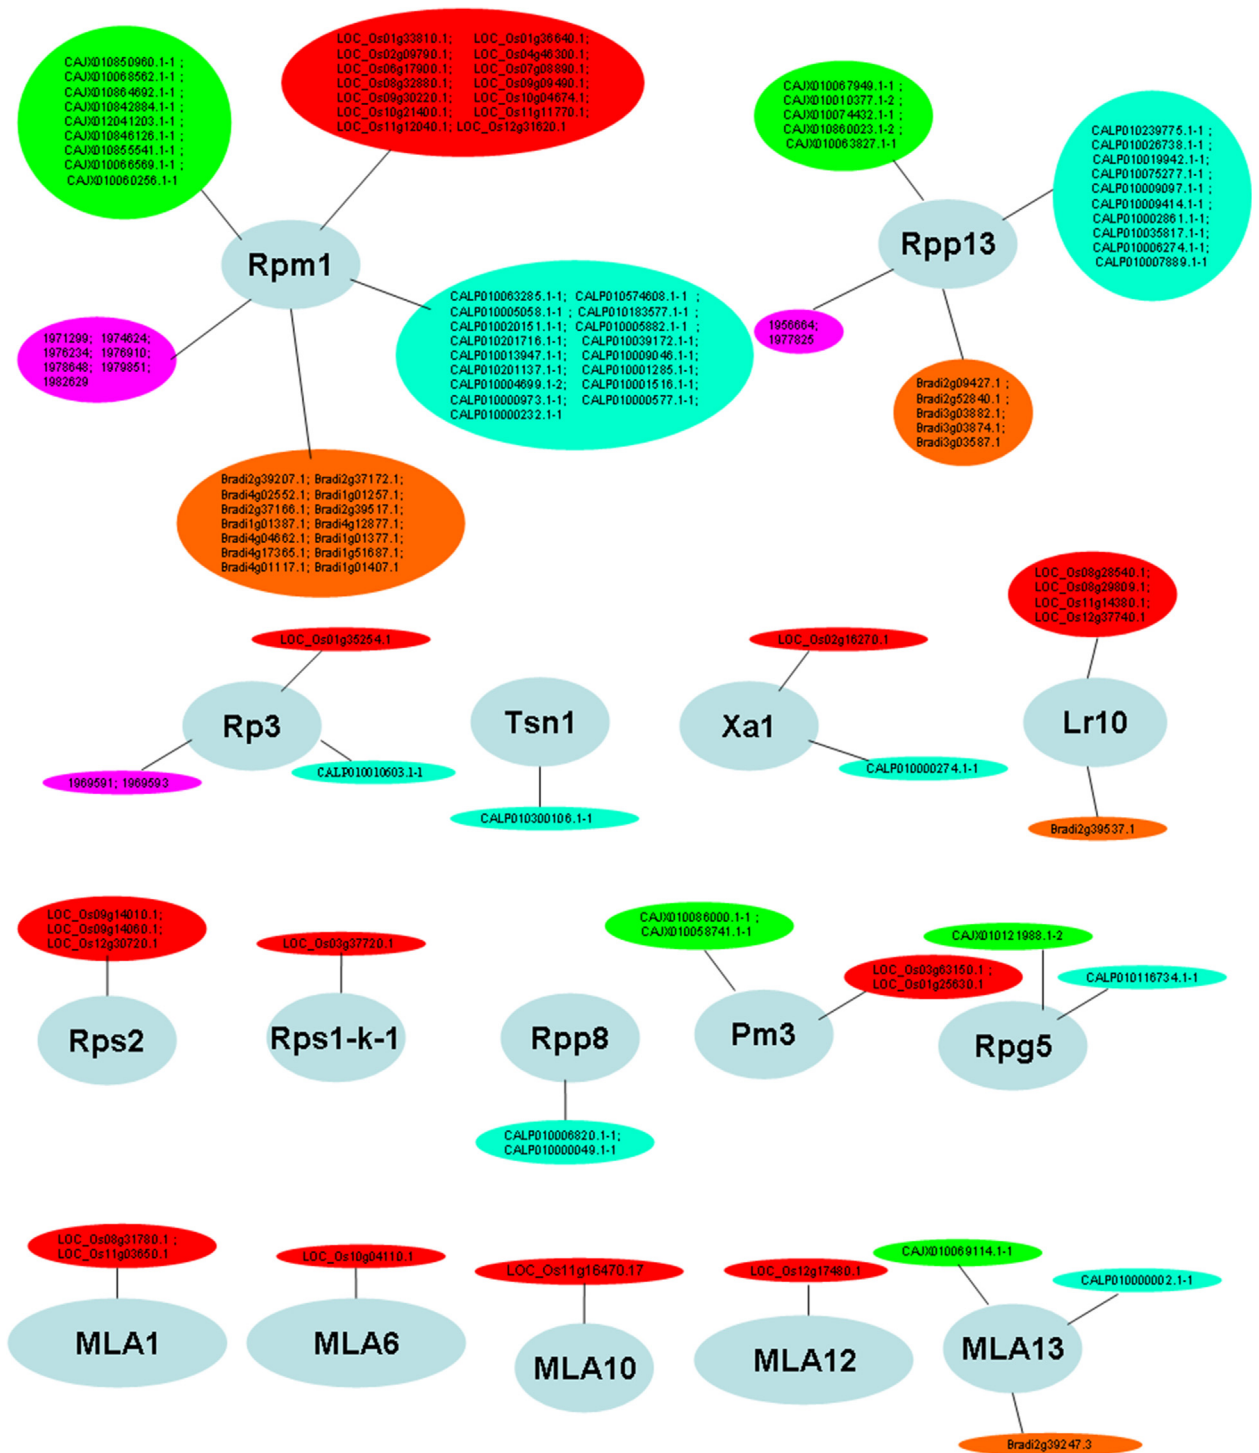 CAJX010850960.1-1 ;
CAJX010068562.1-1 ;
CAJX010864692.1-1 ;
CAJX010842884.1-1 ;
CAJX012041203.1-1 ;
CAJX010846126.1-1 ;
CAJX010855541.1-1 ;
CAJX010066569.1-1 ;
CAJX010060256.1-1
LOC_Os01g33810.1; LOC_Os01g36640.1;
LOC_Os02g09790.1; LOC_Os04g46300.1;
LOC_Os06g17900.1; LOC_Os07g08890.1;
LOC_Os08g32880.1; LOC_Os09g09490.1;
LOC_Os09g30220.1; LOC_Os10g04674.1;
LOC_Os10g21400.1; LOC_Os11g11770.1;
LOC_Os11g12040.1; LOC_Os12g31620.1
Rpm1
1971299; 1974624;
1976234; 1976910;
1978648; 1979851;
1982629
CALP010063285.1-1; CALP010574608.1-1 ;
CALP010005058.1-1 ; CALP010183577.1-1 ;
CALP010020151.1-1; CALP010005882.1-1 ;
CALP010201716.1-1; CALP010039172.1-1;
CALP010013947.1-1; CALP010009046.1-1;
CALP010201137.1-1; CALP010001285.1-1;
CALP010004699.1-2; CALP010001516.1-1;
CALP010000973.1-1; CALP010000577.1-1;
CALP010000232.1-1
Bradi2g39207.1; Bradi2g37172.1;
Bradi4g02552.1; Bradi1g01257.1;
Bradi2g37166.1; Bradi2g39517.1;
Bradi1g01387.1; Bradi4g12877.1;
Bradi4g04662.1; Bradi1g01377.1;
Bradi4g17365.1; Bradi1g51687.1;
Bradi4g01117.1; Bradi1g01407.1
CAJX010067949.1-1 ;
CAJX010010377.1-2 ;
CAJX010074432.1-1 ;
CAJX010860023.1-2 ;
CAJX010063827.1-1
CALP010239775.1-1 ;
CALP010026738.1-1 ;
CALP010019942.1-1 ;
CALP010075277.1-1 ;
CALP010009097.1-1 ;
CALP010009414.1-1 ;
CALP010002861.1-1 ;
CALP010035817.1-1;
CALP010006274.1-1 ;
CALP010007889.1-1
Rpp13
1956664;
1977825
Bradi2g09427.1 ;
Bradi2g52840.1 ;
Bradi3g03882.1;
Bradi3g03874.1;
Bradi3g03587.1
LOC_Os01g35254.1
Rp3
1969591; 1969593
CALP010010603.1-1
Tsn1
CALP010300106.1-1
LOC_Os02g16270.1
Xa1
CALP010000274.1-1
LOC_Os08g28540.1;
LOC_Os08g29809.1;
LOC_Os11g14380.1;
LOC_Os12g37740.1
Lr10
Bradi2g39537.1
LOC_Os09g14010.1;
LOC_Os09g14060.1;
LOC_Os12g30720.1
Rps2
LOC_Os03g37720.1
Rps1-k-1
Rpp8
CALP010006820.1-1;
CALP010000049.1-1
CAJX010086000.1-1 ;
CAJX010058741.1-1
LOC_Os03g63150.1 ;
LOC_Os01g25630.1
Pm3
CAJX010121988.1-2
CALP010116734.1-1
Rpg5
LOC_Os08g31780.1 ;
LOC_Os11g03650.1
MLA1
LOC_Os10g04110.1
MLA6
LOC_Os11g16470.17
MLA10
LOC_Os12g17480.1
MLA12
CAJX010069114.1-1
CALP010000002.1-1
MLA13
Bradi2g39247.3